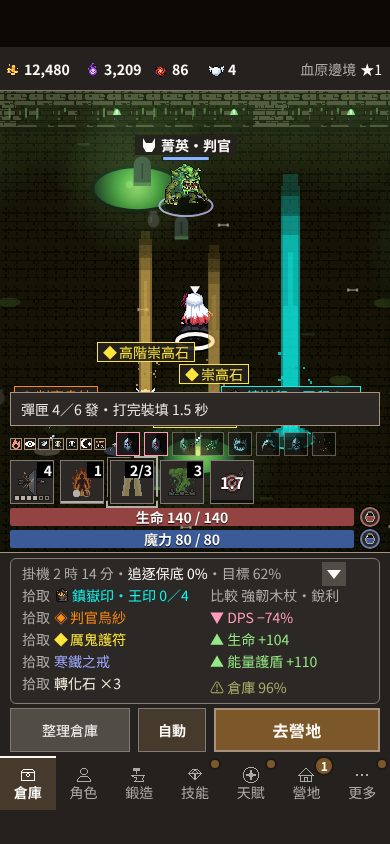 12,480 3,209 86 4 血原邊境 ★1
菁英・判官
高階崇高石
崇高石
彈匣 4／6 發・打完裝填 1.5 秒
4 1 2/3 3 17
生命 140 / 140
魔力 80 / 80
掛機 2 時 14 分・追逐保底 0%・目標 62%
拾取 鎮嶽印・王印 0／4
拾取 判官烏紗
拾取 厲鬼護符
拾取 寒鐵之戒
拾取 轉化石 ×3
比較 強韌木杖・銳利
▼ DPS −74%
▲ 生命 +104
▲ 能量護盾 +110
⚠ 倉庫 96%
整理倉庫 自動 去營地
倉庫 角色 鍛造 技能 天賦 營地 1 更多